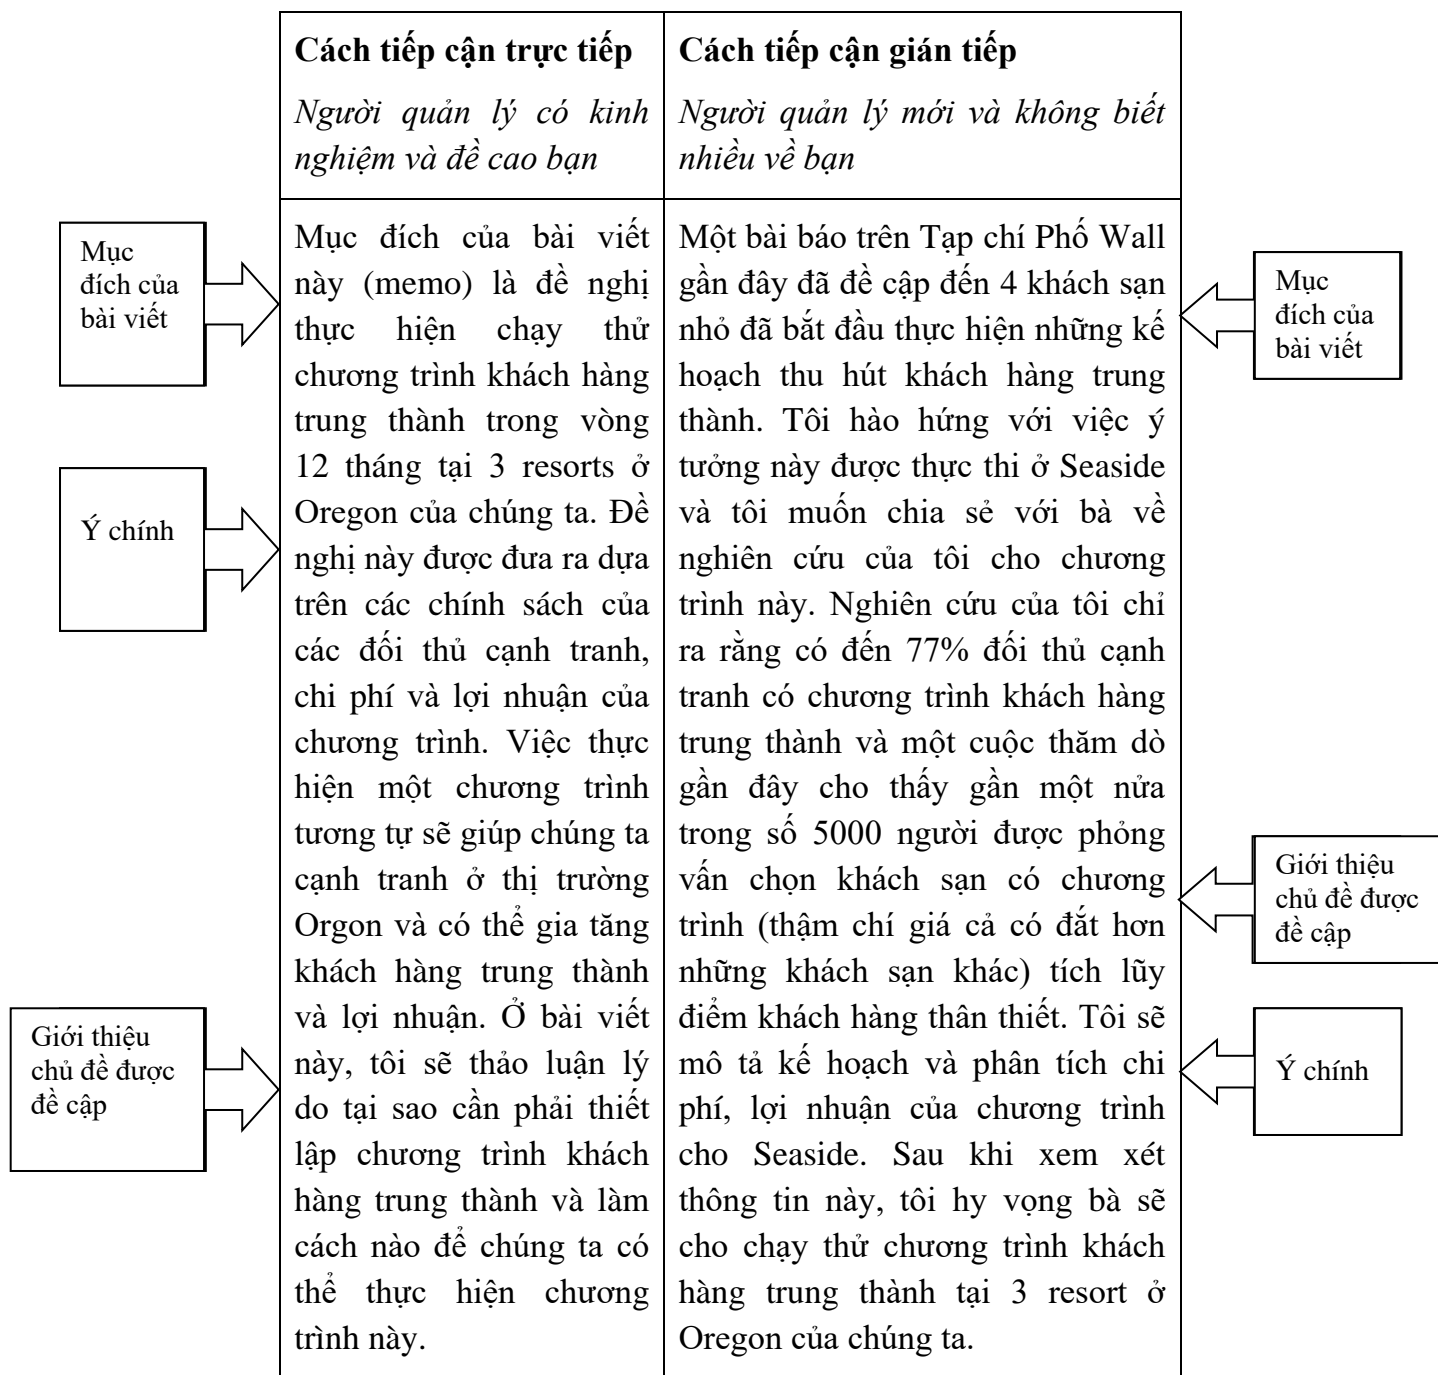 Cách tiếp cận trực tiếp
Người quản lý có kinh
nghiệm và đề cao bạn
Cách tiếp cận gián tiếp
Người quản lý mới và không biết
nhiều về bạn
Mục
đích của
bài viết
Ý chính
Giới thiệu
chủ đề được
đề cập
Mục đích của bài viết
này (memo) là đề nghị
thực hiện chạy thử
chương trình khách hàng
trung thành trong vòng
12 tháng tại 3 resorts ở
Oregon của chúng ta. Đề
nghị này được đưa ra dựa
trên các chính sách của
các đối thủ cạnh tranh,
chi phí và lợi nhuận của
chương trình. Việc thực
hiện một chương trình
tương tự sẽ giúp chúng ta
cạnh tranh ở thị trường
Orgon và có thể gia tăng
khách hàng trung thành
và lợi nhuận. Ở bài viết
này, tôi sẽ thảo luận lý
do tại sao cần phải thiết
lập chương trình khách
hàng trung thành và làm
cách nào để chúng ta có
thể thực hiện chương
trình này.
Một bài báo trên Tạp chí Phố Wall
gần đây đã đề cập đến 4 khách sạn
nhỏ đã bắt đầu thực hiện những kế
hoạch thu hút khách hàng trung
thành. Tôi hào hứng với việc ý
tưởng này được thực thi ở Seaside
và tôi muốn chia sẻ với bà về
nghiên cứu của tôi cho chương
trình này. Nghiên cứu của tôi chỉ
ra rằng có đến 77% đối thủ cạnh
tranh có chương trình khách hàng
trung thành và một cuộc thăm dò
gần đây cho thấy gần một nửa
trong số 5000 người được phỏng
vấn chọn khách sạn có chương
trình (thậm chí giá cả có đắt hơn
những khách sạn khác) tích lũy
điểm khách hàng thân thiết. Tôi sẽ
mô tả kế hoạch và phân tích chi
phí, lợi nhuận của chương trình
cho Seaside. Sau khi xem xét
thông tin này, tôi hy vọng bà sẽ
cho chạy thử chương trình khách
hàng trung thành tại 3 resort ở
Oregon của chúng ta.
Mục
đích của
bài viết
Giới thiệu
chủ đề được
đề cập
Ý chính